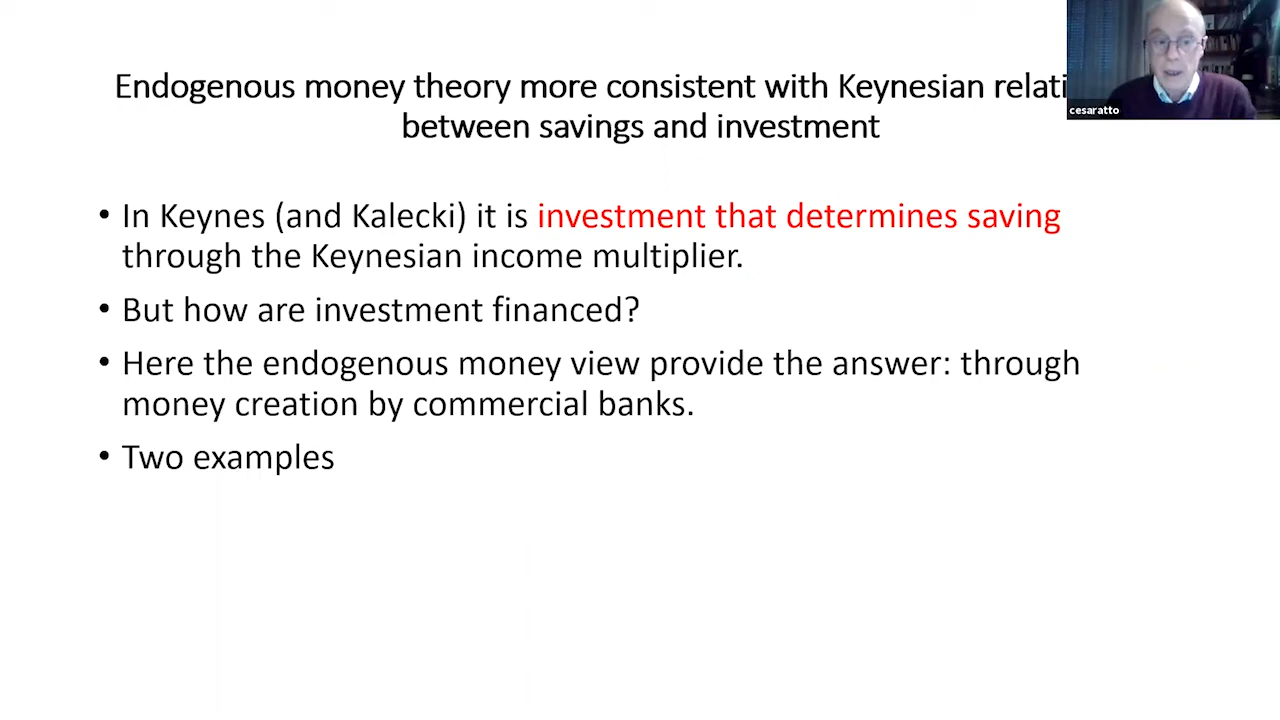 Endogenous money theory more consistent with Keynesian
between savings and investment
cesaratto
• In Keynes (and Kalecki) it is investment that determines saving
through the Keynesian income multiplier.
• But how are investment financed?
• Here the endogenous money view provide the answer: through
money creation by commercial banks.
• Two examples